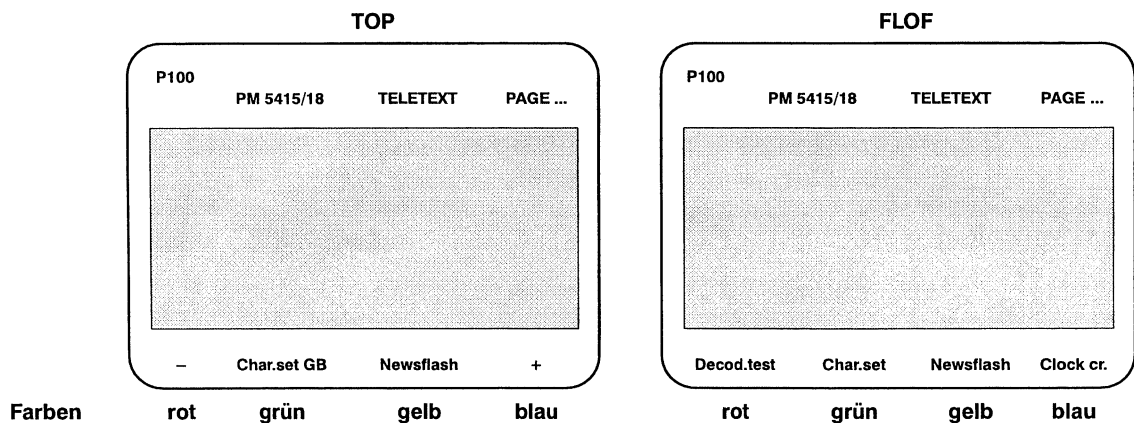 TOP
P100
PM 5415/18 TELETEXT PAGE ...
– Char.set GB Newsflash +
FLOF
P100
PM 5415/18 TELETEXT PAGE ...
Decod.test Char.set Newsflash Clock cr.
Farben rot grün gelb blau rot grün gelb blau